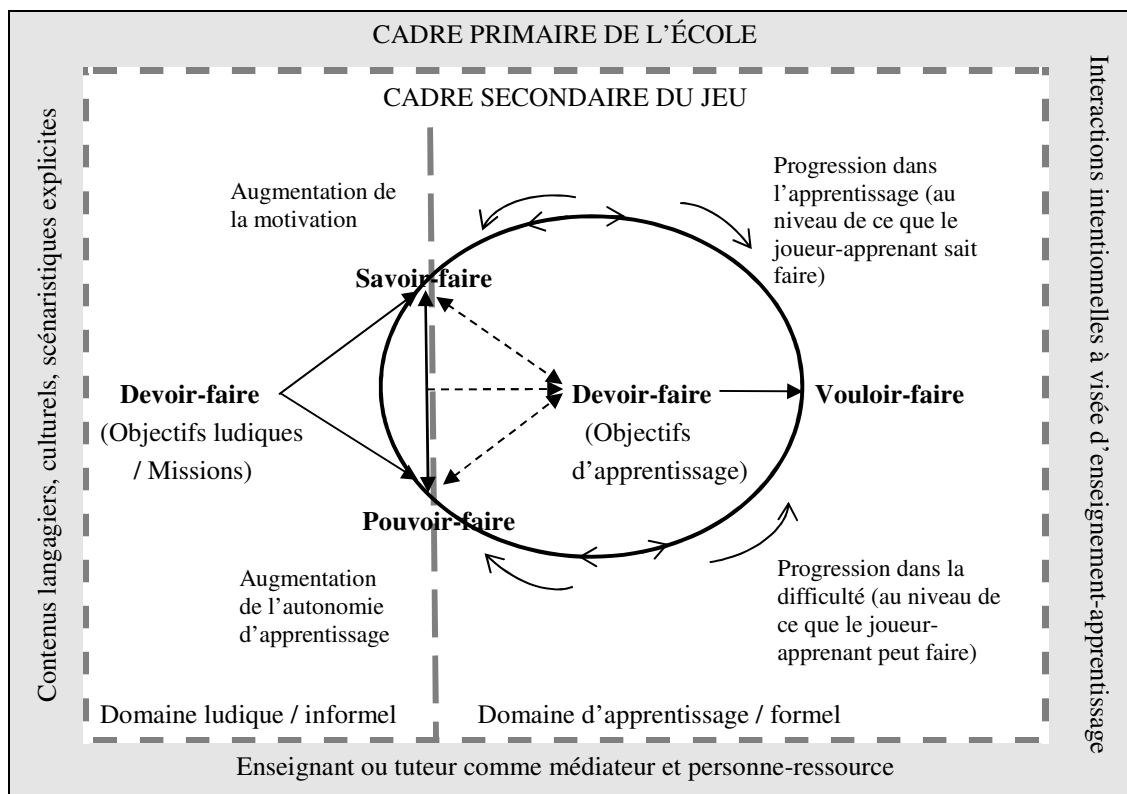 CADRE PRIMAIRE DE L'ÉCOLE
CADRE SECONDAIRE DU JEU
Contenus langagiers, culturels, scénaristiques explicites
Interactions intentionnelles à visée d'enseignement-apprentissage
Augmentation de
la motivation
Progression dans
l'apprentissage (au
niveau de ce que le
joueur-apprenant sait
faire)
Savoir-faire
Devoir-faire
(Objectifs ludiques
/ Missions)
Devoir-faire
(Objectifs
d'apprentissage)
Vouloir-faire
Pouvoir-faire
Augmentation
de l'autonomie
d'apprentissage
Progression dans la
difficulté (au niveau de
ce que le joueur-
apprenant peut faire)
Domaine ludique / informel
Domaine d'apprentissage / formel
Enseignant ou tuteur comme médiateur et personne-ressource